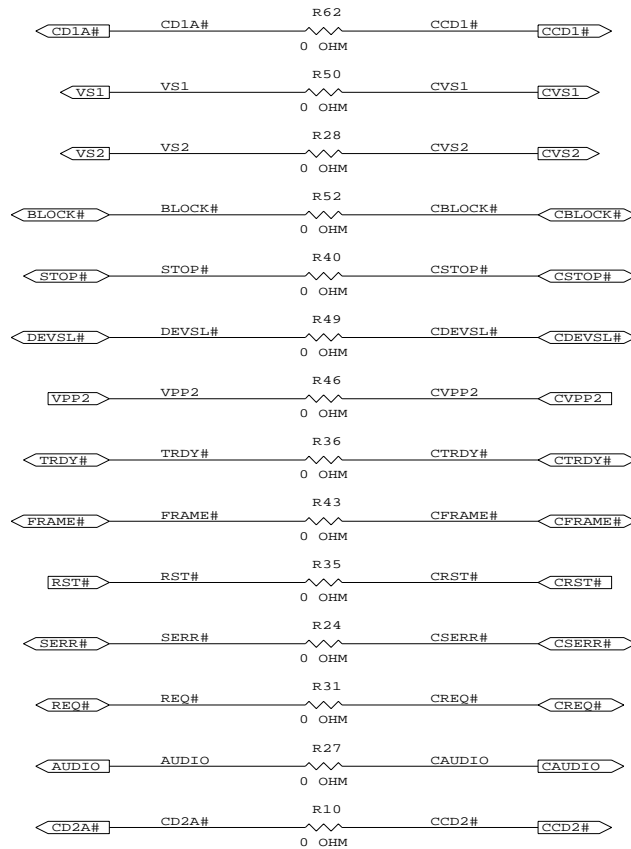 R62
CD1A# CD1A# CCD1# CCD1#
0 OHM
R50
VS1 VS1 CVS1 CVS1
0 OHM
R28
VS2 VS2 CVS2 CVS2
0 OHM
R52
BLOCK# BLOCK# CBLOCK# CBLOCK#
0 OHM
R40
STOP# STOP# CSTOP# CSTOP#
0 OHM
R49
DEVSL# DEVSL# CDEVSL# CDEVSL#
0 OHM
R46
VPP2 VPP2 CVPP2 CVPP2
0 OHM
R36
TRDY# TRDY# CTRDY# CTRDY#
0 OHM
R43
FRAME# FRAME# CFRAME# CFRAME#
0 OHM
R35
RST# RST# CRST# CRST#
0 OHM
R24
SERR# SERR# CSERR# CSERR#
0 OHM
R31
REQ# REQ# CREQ# CREQ#
0 OHM
R27
AUDIO AUDIO CAUDIO CAUDIO
0 OHM
R10
CD2A# CD2A# CCD2# CCD2#
0 OHM